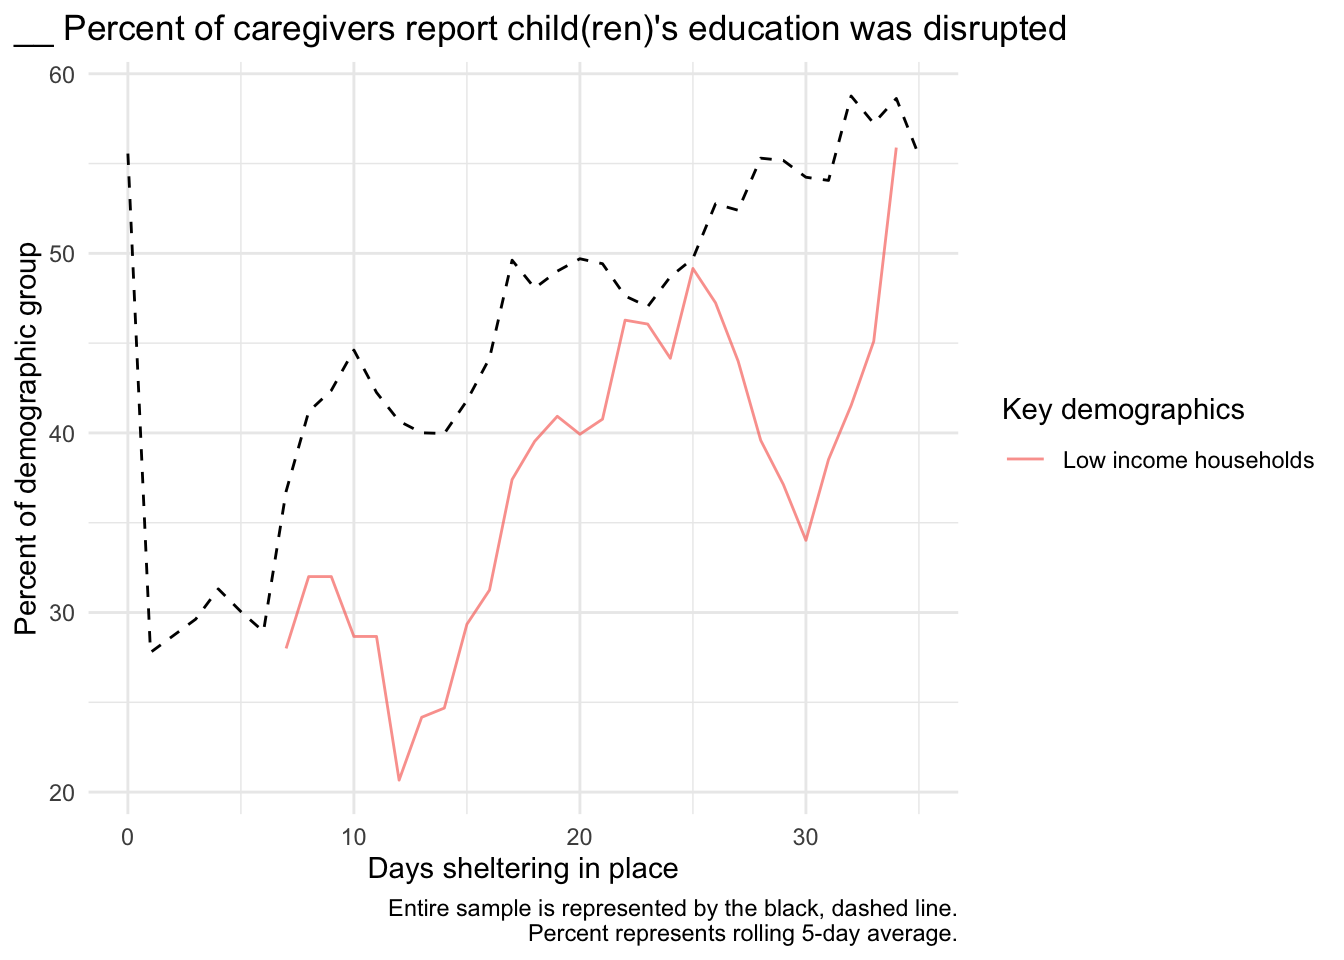 __ Percent of caregivers report child(ren)'s education was disrupted
60
50
40
30
20
Percent of demographic group
0 10 20 30
Days sheltering in place
Key demographics
Low income households
Entire sample is represented by the black, dashed line.
Percent represents rolling 5-day average.